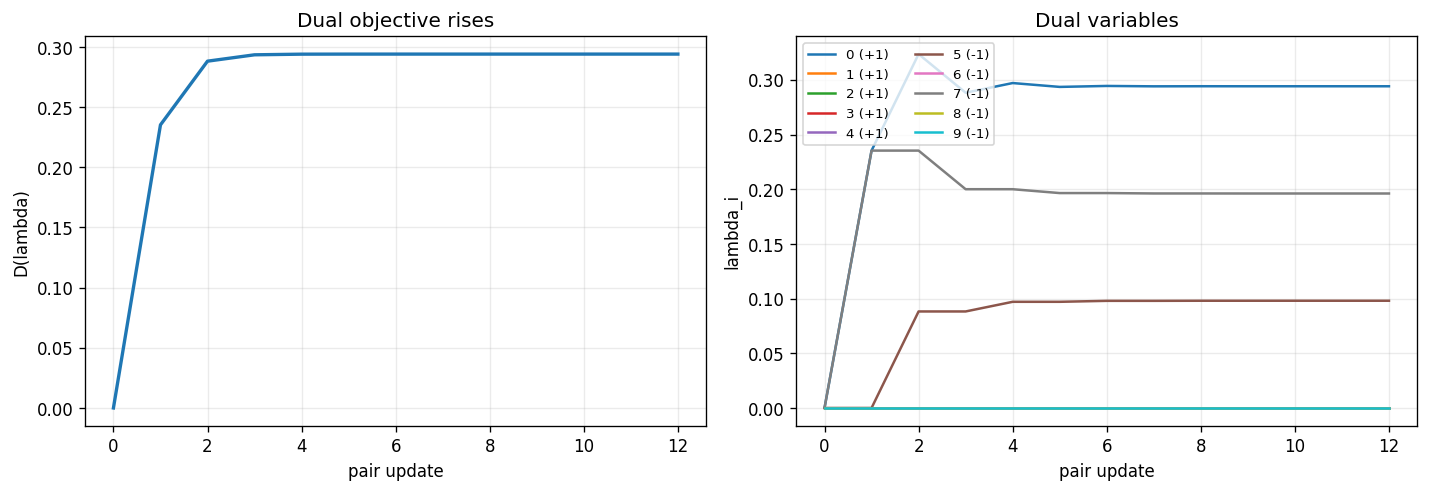 Dual objective rises
D(lambda)
0.30
0.25
0.20
0.15
0.10
0.05
0.00
0 2 4 6 8 10 12
pair update
Dual variables
lambda_i
0.30
0.25
0.20
0.15
0.10
0.05
0.00
0 (+1) 5 (-1)
1 (+1) 6 (-1)
2 (+1) 7 (-1)
3 (+1) 8 (-1)
4 (+1) 9 (-1)
0 2 4 6 8 10 12
pair update